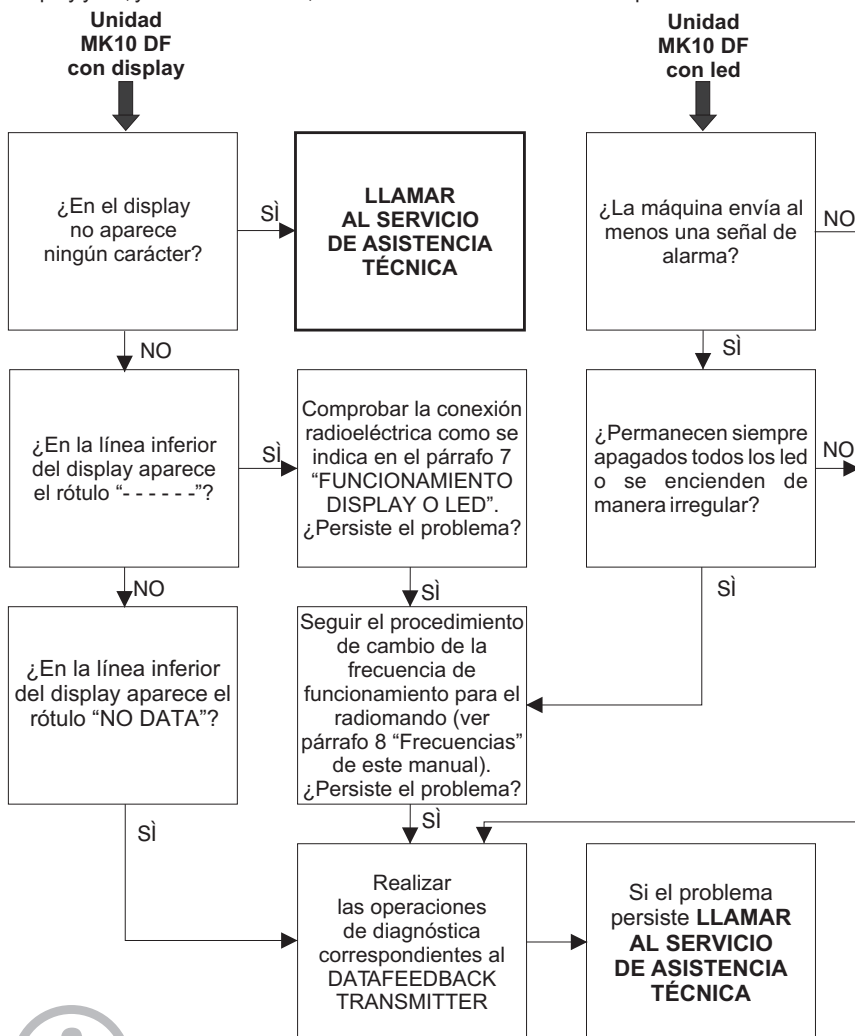 Unidad
MK10 DF
con display
Unidad
MK10 DF
con led
¿En el display
no aparece
ningún carácter?
SÌ
LLAMAR
AL SERVICIO
DE ASISTENCIA
TÉCNICA
¿La máquina envía al
menos una señal de
alarma?
NO
NO
SÌ
¿En la línea inferior
del display aparece
el rótulo “- - - - - -”?
SÌ
Comprobar la conexión
radioeléctrica como se
indica en el párrafo 7
“FUNCIONAMIENTO
DISPLAY O LED”.
¿Persiste el problema?
¿Permanecen siempre
apagados todos los led
o se encienden de
manera irregular?
NO
NO
SÌ
SÌ
¿En la línea inferior
del display aparece el
rótulo “NO DATA”?
Seguir el procedimiento
de cambio de la
frecuencia de
funcionamiento para el
radiomando (ver
párrafo 8 “Frecuencias”
de este manual).
¿Persiste el problema?
SÌ
SÌ
Realizar
las operaciones
de diagnóstica
correspondientes al
DATAFEEDBACK
TRANSMITTER
Si el problema
persiste LLAMAR
AL SERVICIO
DE ASISTENCIA
TÉCNICA